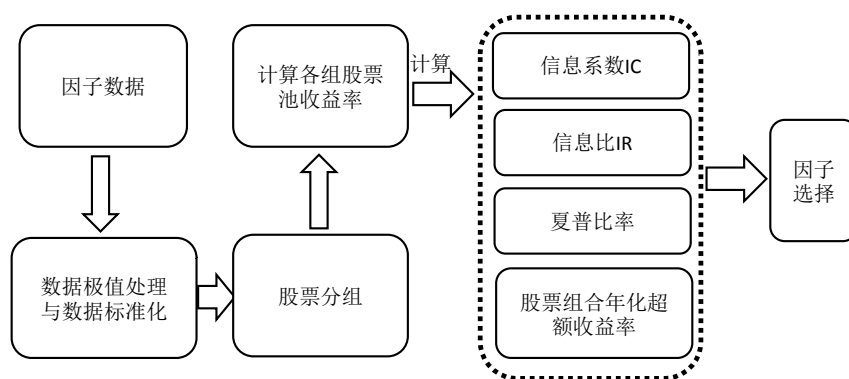 因子数据
数据极值处理
与数据标准化
股票分组
计算各组股票
池收益率
计算
信息系数IC
信息比IR
夏普比率
股票组合年化超
额收益率
因子
选择